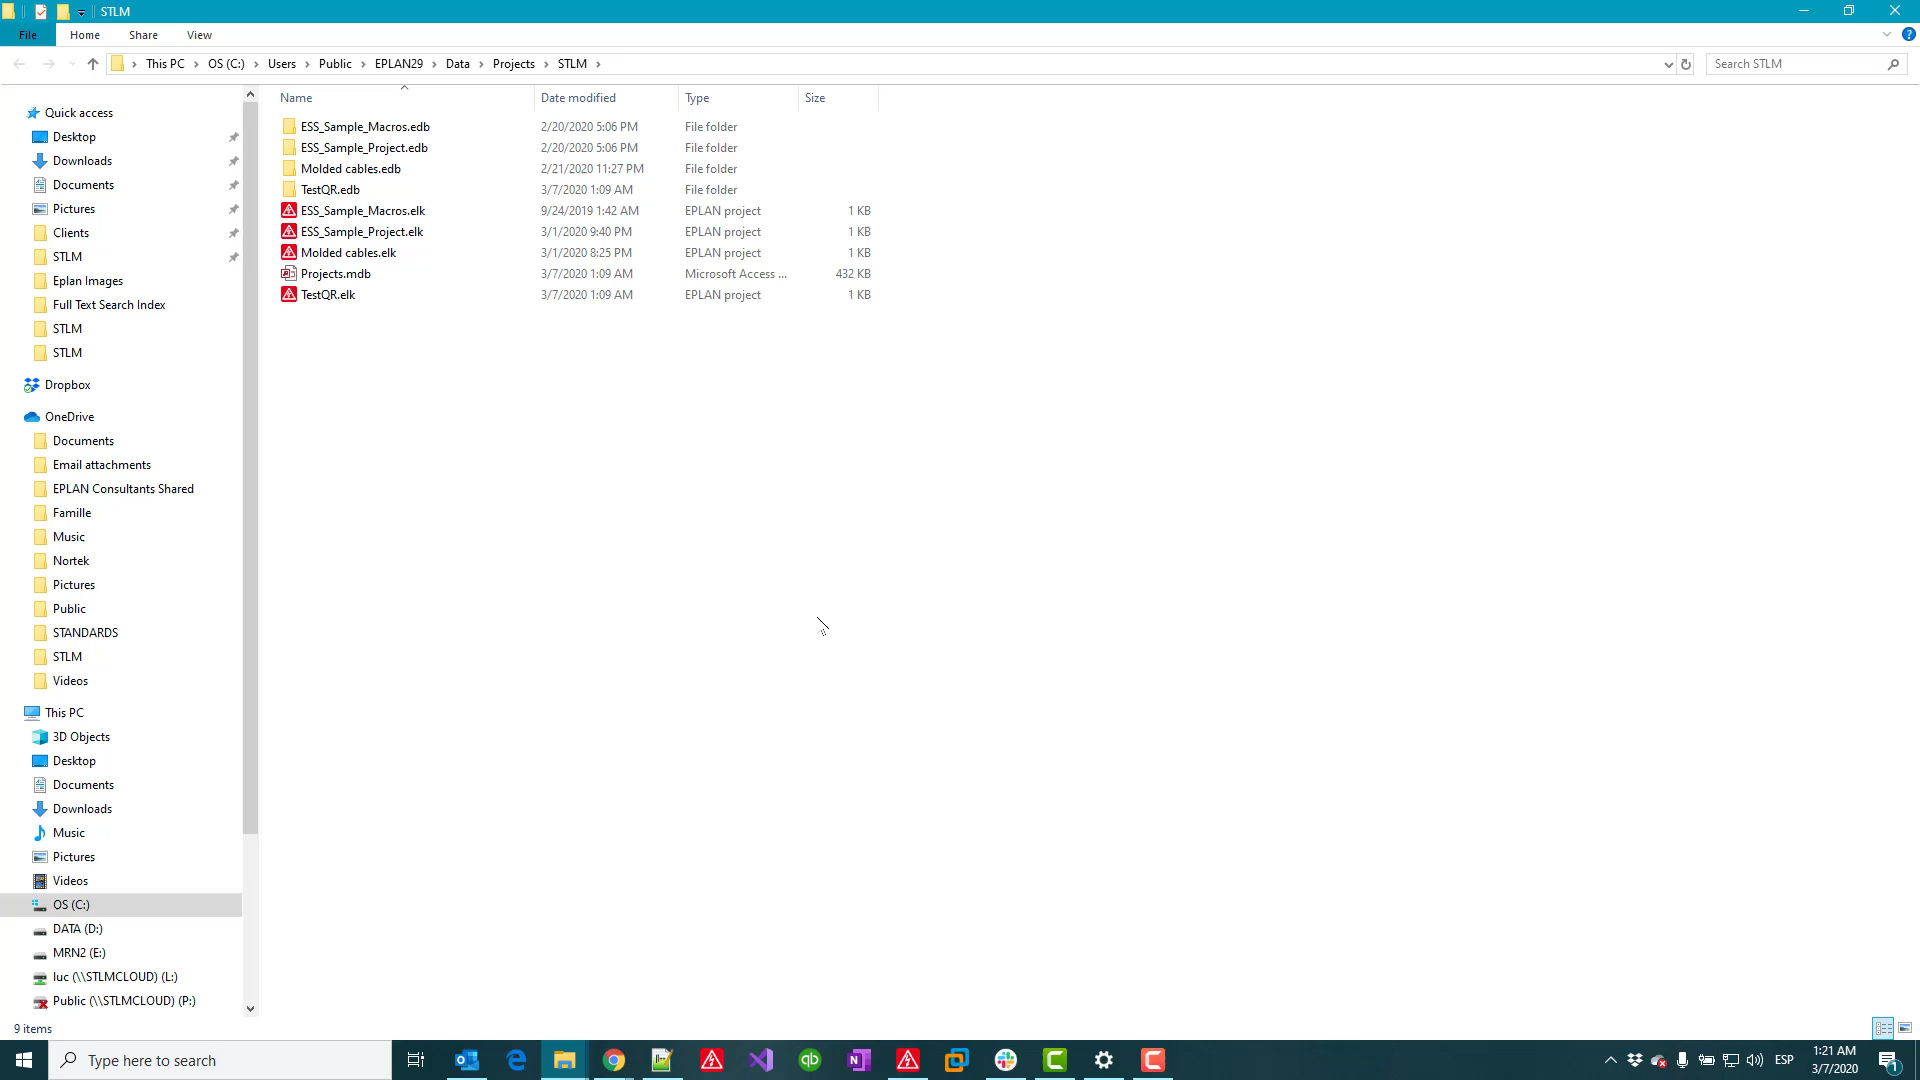 STLM
File Home Share View
This PC OS (C:) Users Public EPLAN29 Data Projects STLM
Search STLM
Name Date modified Type Size
ESS_Sample_Macros.edb 2/20/2020 5:06 PM File folder
ESS_Sample_Project.edb 2/20/2020 5:06 PM File folder
Molded cables.edb 2/21/2020 11:27 PM File folder
TestQR.edb 3/7/2020 1:09 AM File folder
ESS_Sample_Macros.elk 9/24/2019 1:42 AM EPLAN project 1 KB
ESS_Sample_Project.elk 3/1/2020 9:40 PM EPLAN project 1 KB
Molded cables.elk 3/1/2020 8:25 PM EPLAN project 1 KB
Projects.mdb 3/7/2020 1:09 AM Microsoft Access ... 432 KB
TestQR.elk 3/7/2020 1:09 AM EPLAN project 1 KB
Quick access
Desktop
Downloads
Documents
Pictures
Clients
STLM
Eplan Images
Full Text Search Index
STLM
STLM
Dropbox
OneDrive
Documents
Email attachments
EPLAN Consultants Shared
Famille
Music
Nortek
Pictures
Public
STANDARDS
STLM
Videos
This PC
3D Objects
Desktop
Documents
Downloads
Music
Pictures
Videos
OS (C:)
DATA (D:)
MRN2 (E:)
luc (\\STLMCLOUD) (L:)
Public (\\STLMCLOUD) (P:)
9 items
Type here to search
ESP
1:21 AM
3/7/2020
1